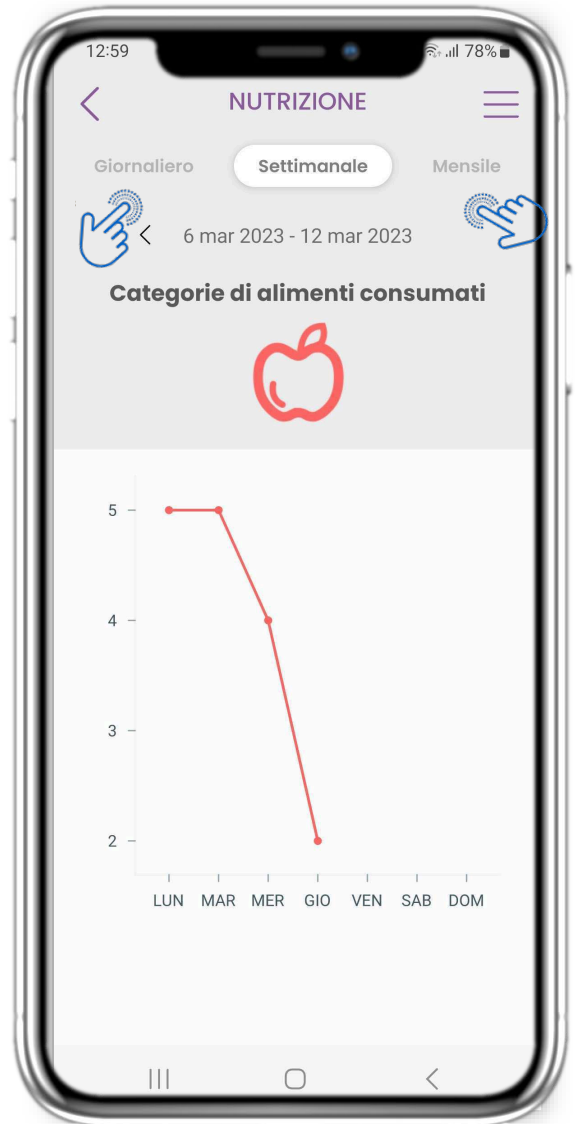 12:59 78%
NUTRIZIONE
Giornaliero Settimanale Mensile
6 mar 2023 - 12 mar 2023
Categorie di alimenti consumati
5
4
3
2
LUN MAR MER GIO VEN SAB DOM